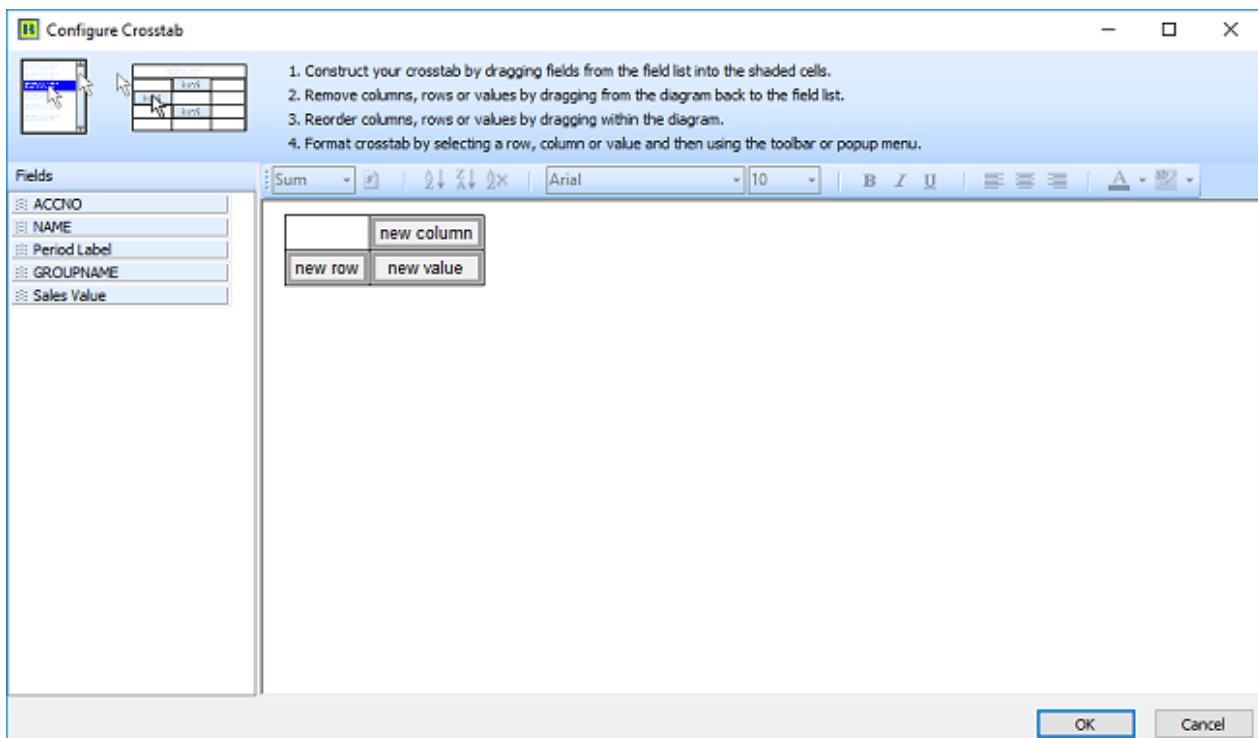 Configure Crosstab
1. Construct your crosstab by dragging fields from the field list into the shaded cells.
2. Remove columns, rows or values by dragging from the diagram back to the field list.
3. Reorder columns, rows or values by dragging within the diagram.
4. Format crosstab by selecting a row, column or value and then using the toolbar or popup menu.
Fields
Sum Arial 10 B I U A
ACCNO
NAME
Period Label
GROUPNAME
Sales Value
new column
new row new value
OK Cancel